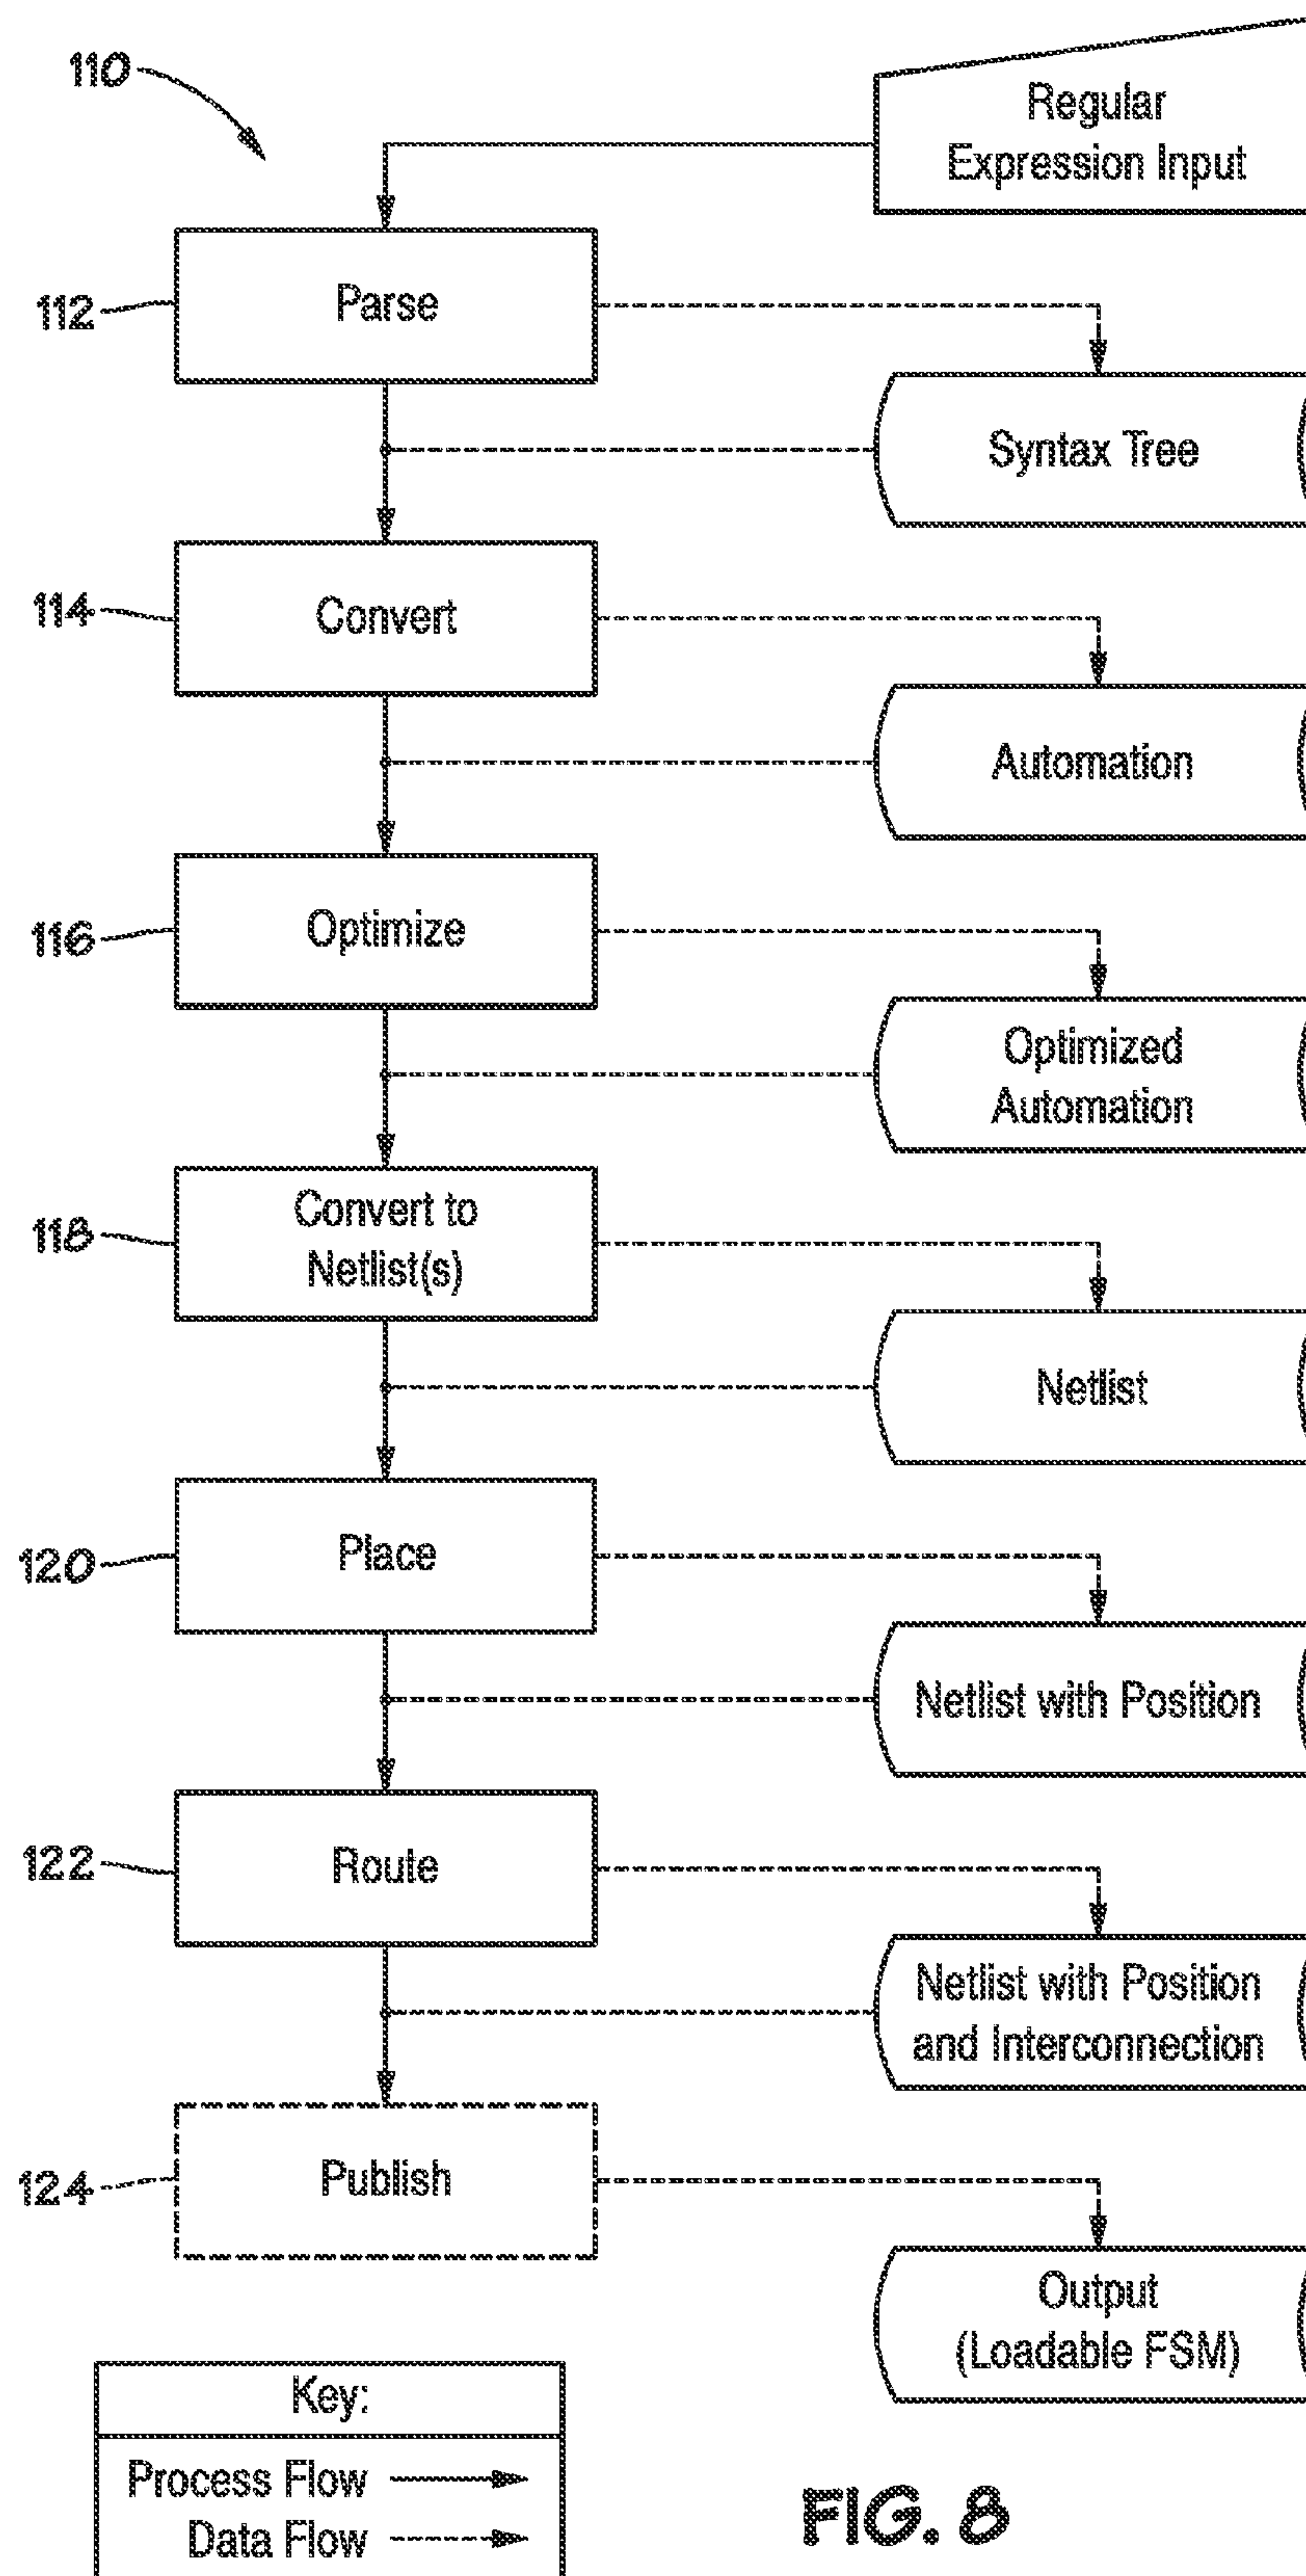 110
Regular
Expression Input
112
Parse
Syntax Tree
114
Convert
Automation
116
Optimize
Optimized
Automation
118
Convert to
Netlist(s)
Netlist
120
Place
Netlist with Position
122
Route
Netlist with Position
and Interconnection
124
Publish
Output
(Loadable FSM)
Key:
Process Flow
Data Flow
FIG. 8